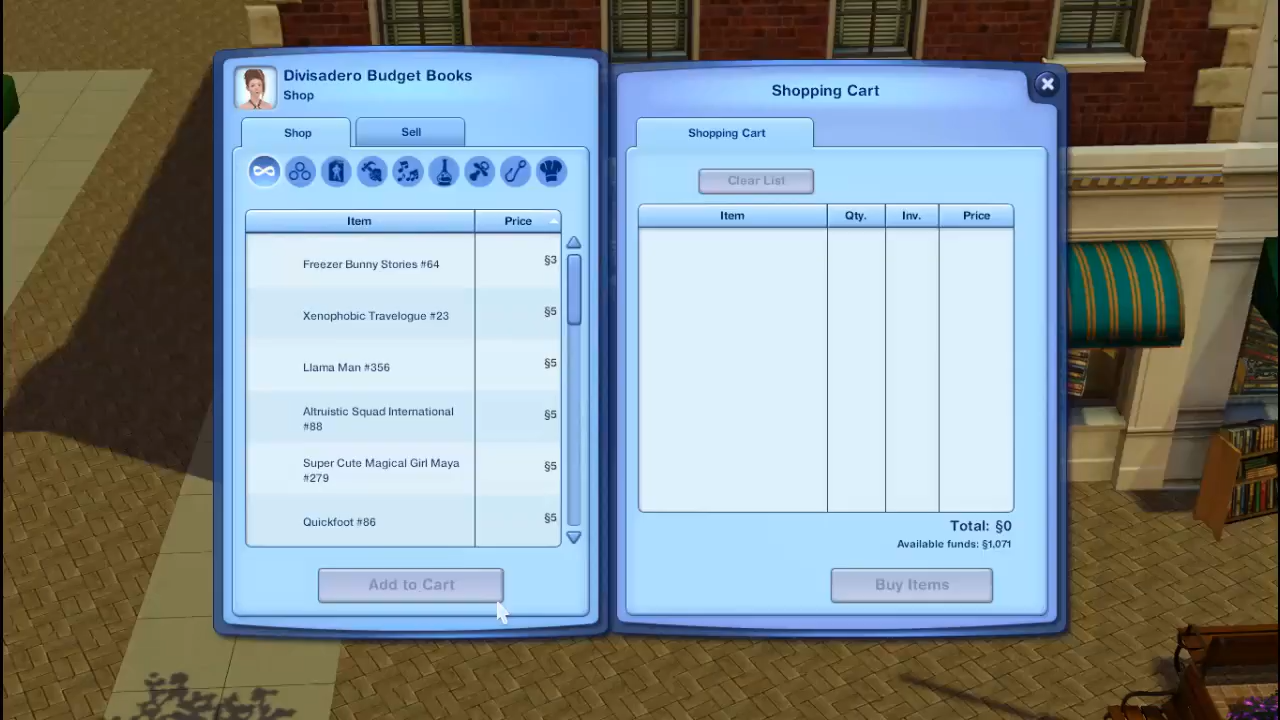 Divisadero Budget Books
Shop
Shop
Sell
Item
Price
Freezer Bunny Stories #64
§3
Xenophobic Travelogue #23
§5
Llama Man #356
§5
Altruistic Squad International
#88
§5
Super Cute Magical Girl Maya
#279
§5
Quickfoot #86
§5
Add to Cart
Shopping Cart
Shopping Cart
Clear List
Item
Qty.
Inv.
Price
Total: §0
Available funds: §1,071
Buy Items